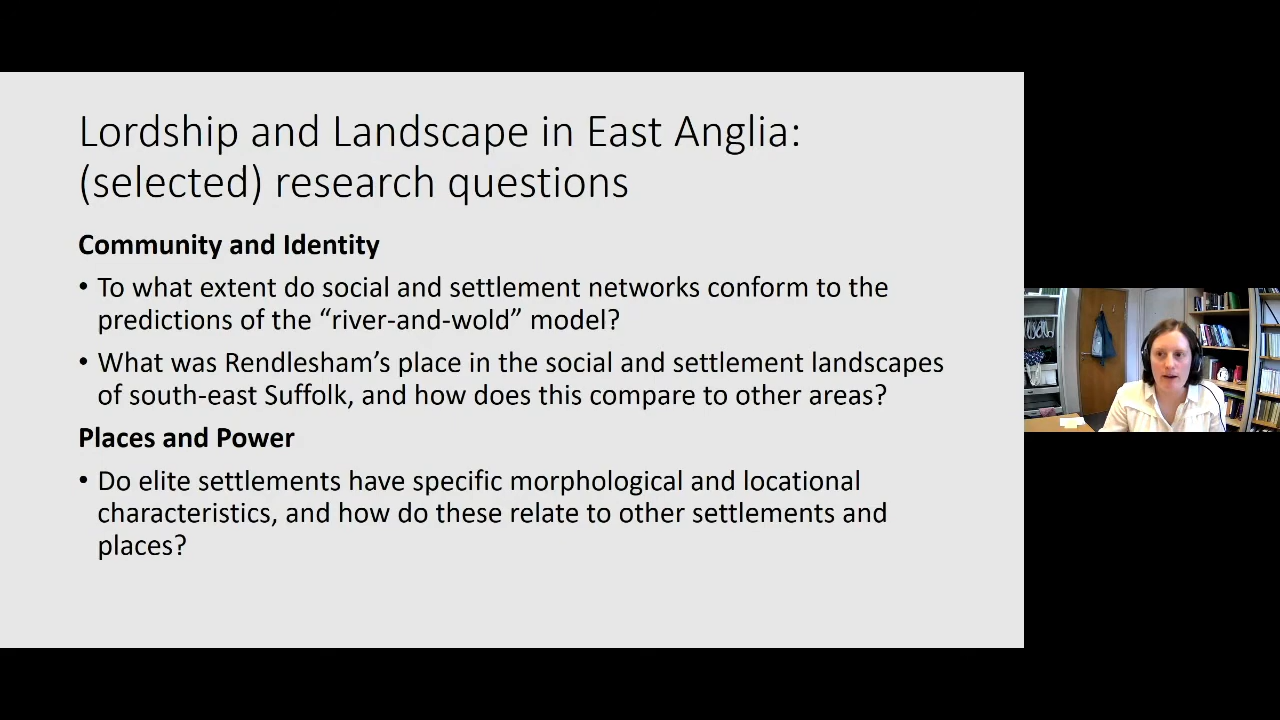 Lordship and Landscape in East Anglia:
(selected) research questions
Community and Identity
• To what extent do social and settlement networks conform to the
predictions of the “river-and-wold” model?
• What was Rendlesham’s place in the social and settlement landscapes
of south-east Suffolk, and how does this compare to other areas?
Places and Power
• Do elite settlements have specific morphological and locational
characteristics, and how do these relate to other settlements and
places?